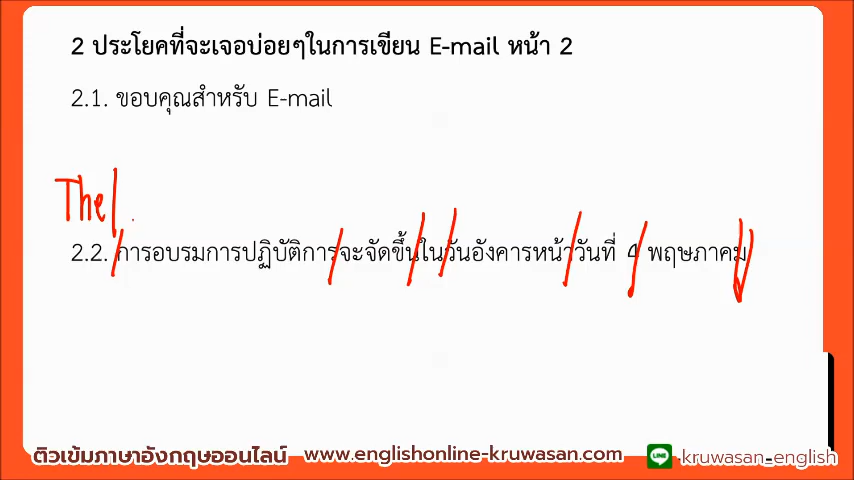 2 ประโยคที่จะเจอบ่อยๆในการเขียน E-mail หน้า 2
2.1. ขอบคุณสำหรับ E-mail
The
2.2. การอบรมการปฏิบัติการจะจัดขึ้นในวันอังคารหน้าวันที่ 4 พฤษภาคม
ติวเข้มภาษาอังกฤษออนไลน์ www.englishonline-kruwasan.com LINE kruwasan_english